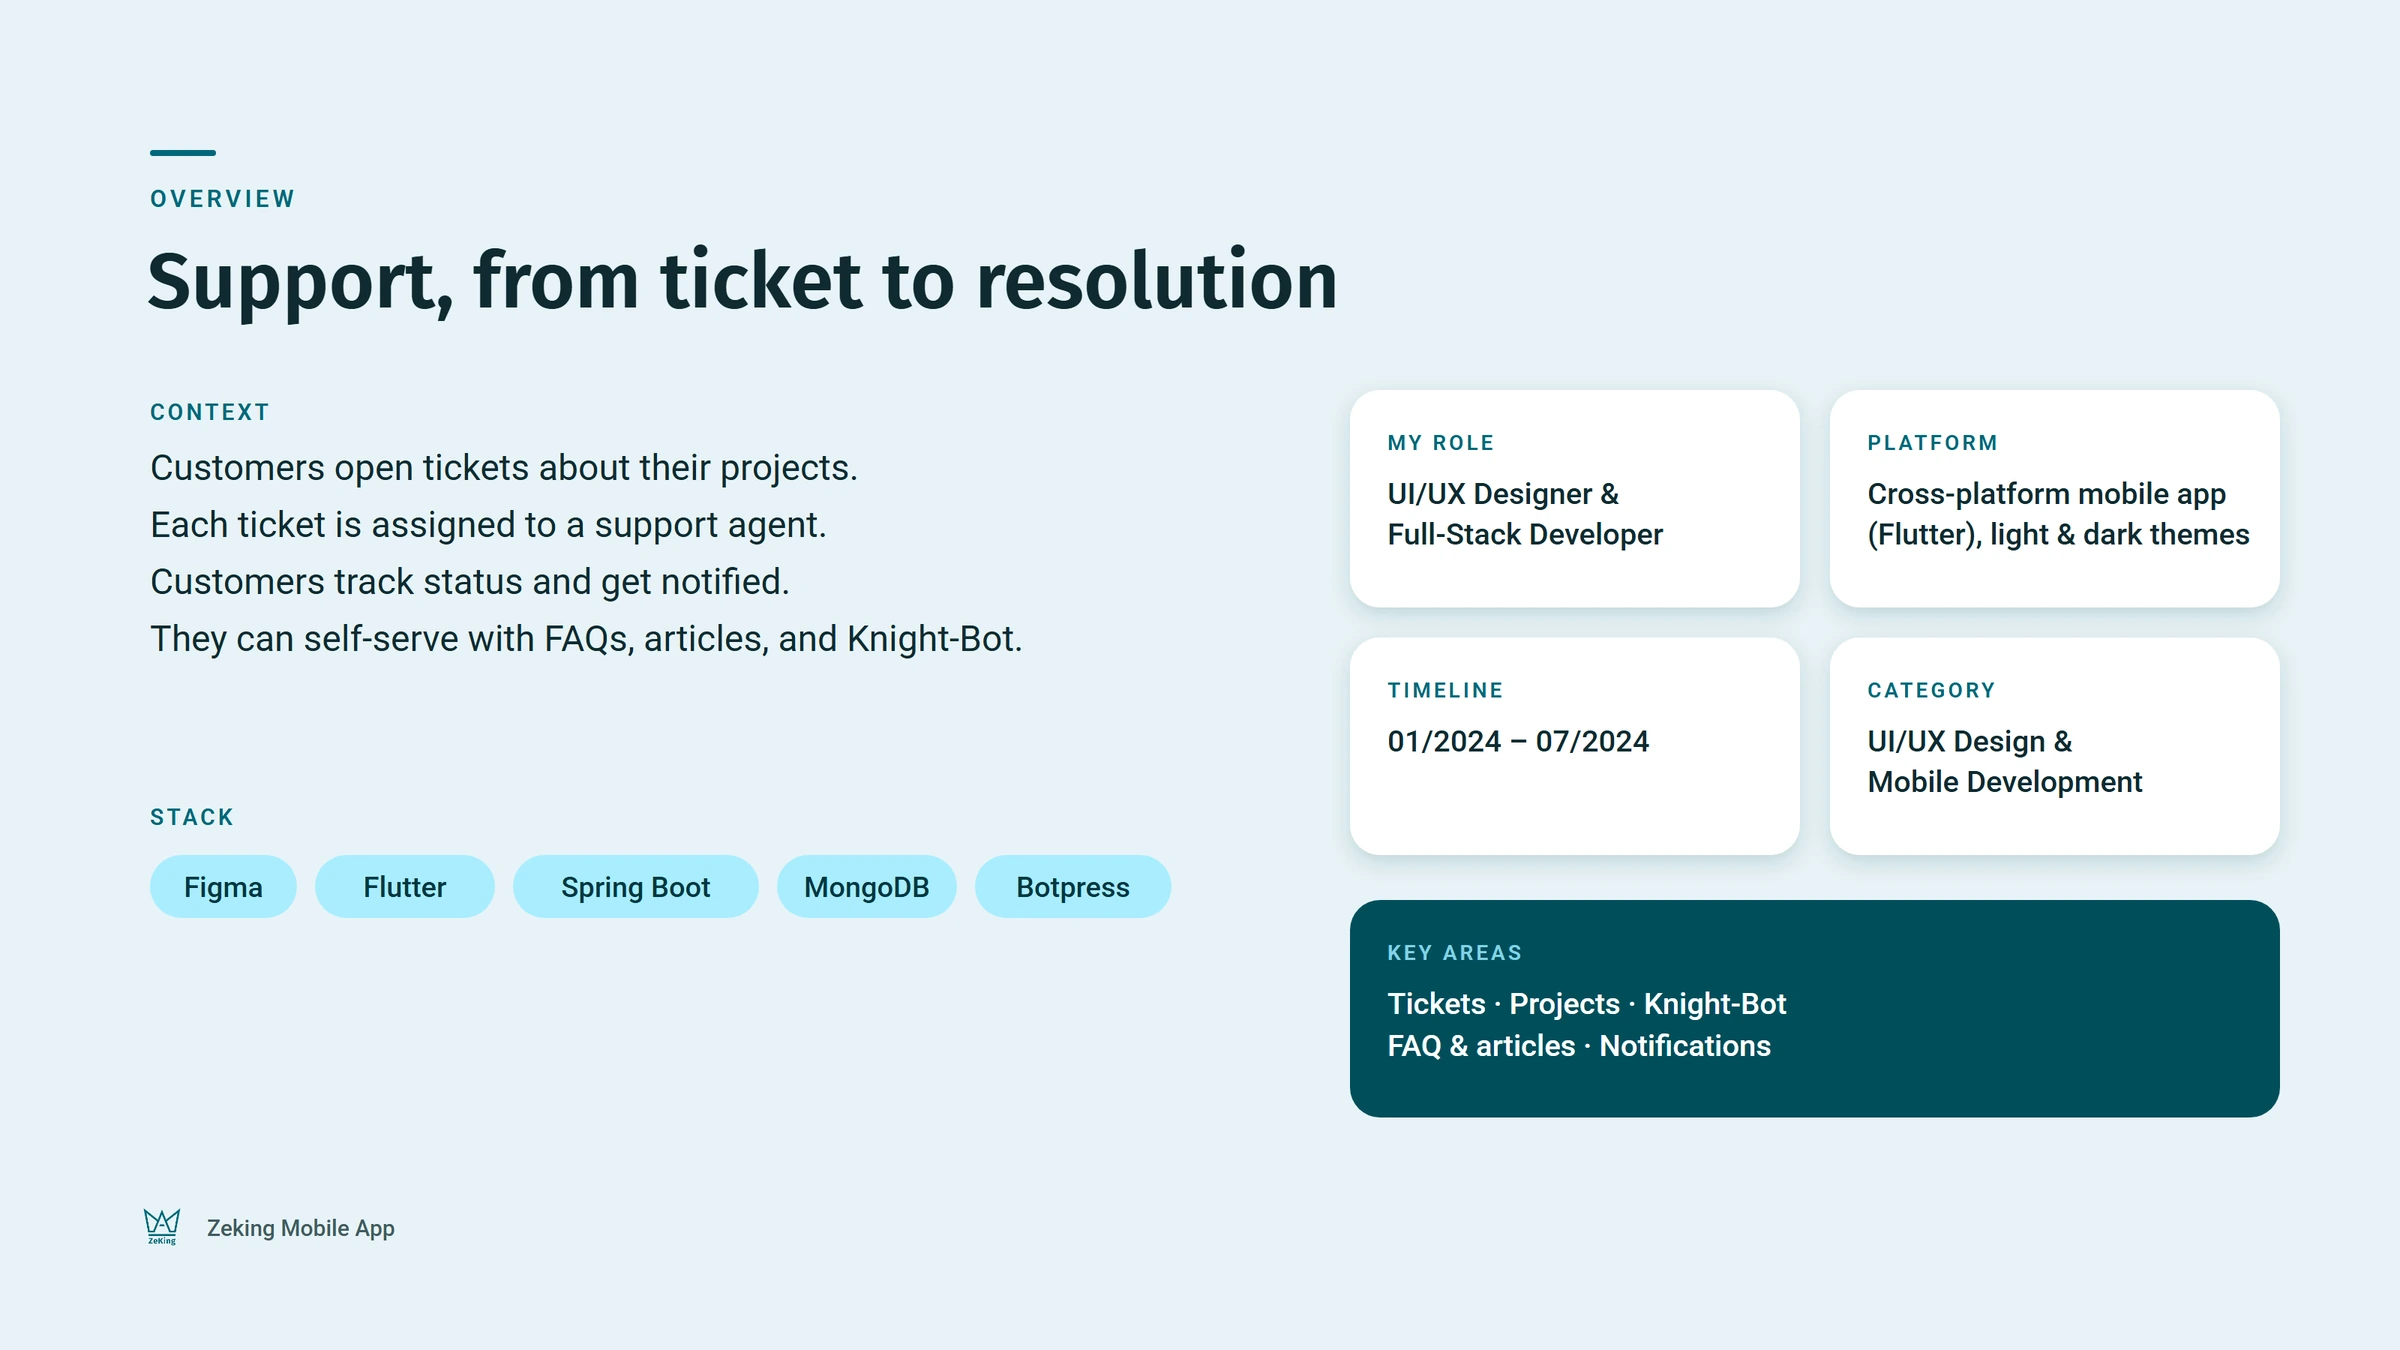 OVERVIEW
Support, from ticket to resolution
CONTEXT
Customers open tickets about their projects.
Each ticket is assigned to a support agent.
Customers track status and get notified.
They can self-serve with FAQs, articles, and Knight-Bot.
STACK
Figma
Flutter
Spring Boot
MongoDB
Botpress
MY ROLE
UI/UX Designer &
Full-Stack Developer
PLATFORM
Cross-platform mobile app
(Flutter), light & dark themes
TIMELINE
01/2024 – 07/2024
CATEGORY
UI/UX Design &
Mobile Development
KEY AREAS
Tickets · Projects · Knight-Bot
FAQ & articles · Notifications
ZeKing
Zeking Mobile App